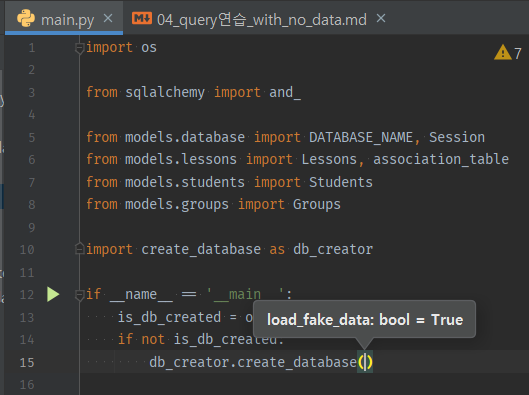 main.py
04_query연습_with_no_data.md
1 import os
7
2
3 from sqlalchemy import and_
4
5 from models.database import DATABASE_NAME, Session
6 from models.lessons import Lessons, association_table
7 from models.students import Students
8 from models.groups import Groups
9
10 import create_database as db_creator
11
12 if __name__ == '__main__':
13 is_db_created = o
load_fake_data: bool = True
14 if not is_db_created:
15 db_creator.create_database()
16